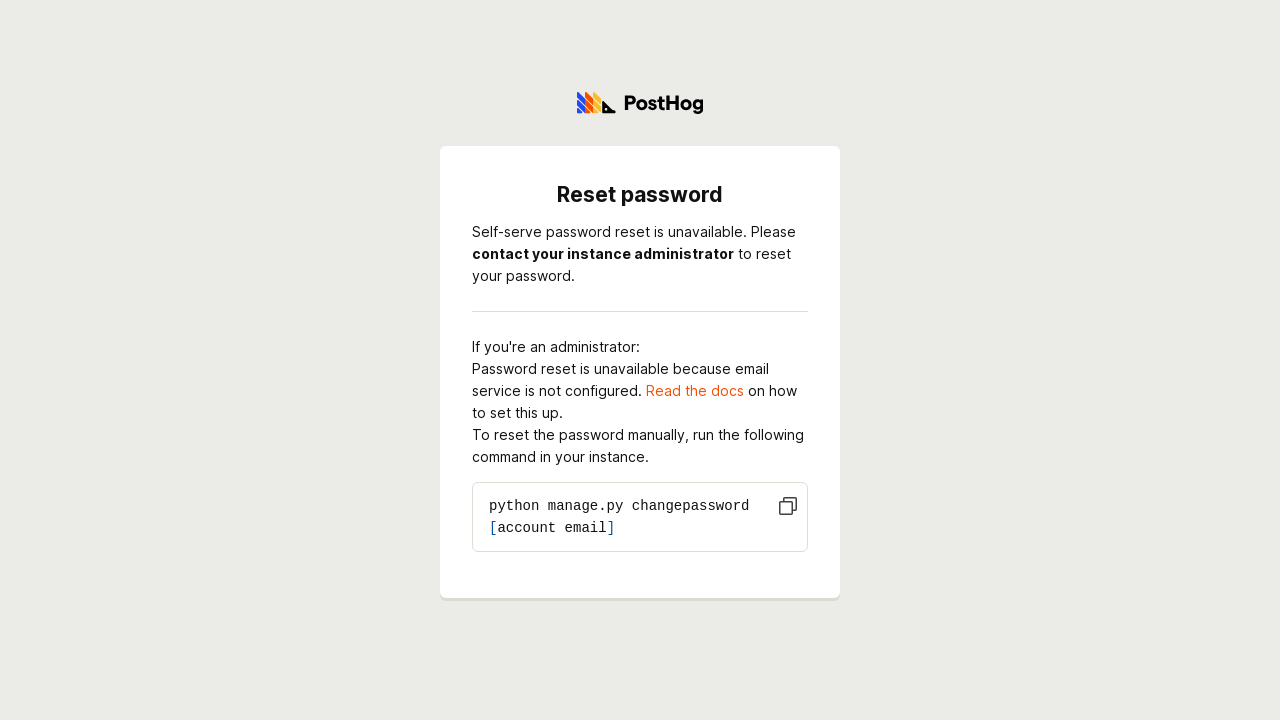 PostHog
Reset password
Self-serve password reset is unavailable. Please
contact your instance administrator to reset
your password.
If you're an administrator:
Password reset is unavailable because email
service is not configured. Read the docs on how
to set this up.
To reset the password manually, run the following
command in your instance.
python manage.py changepassword
[account email]